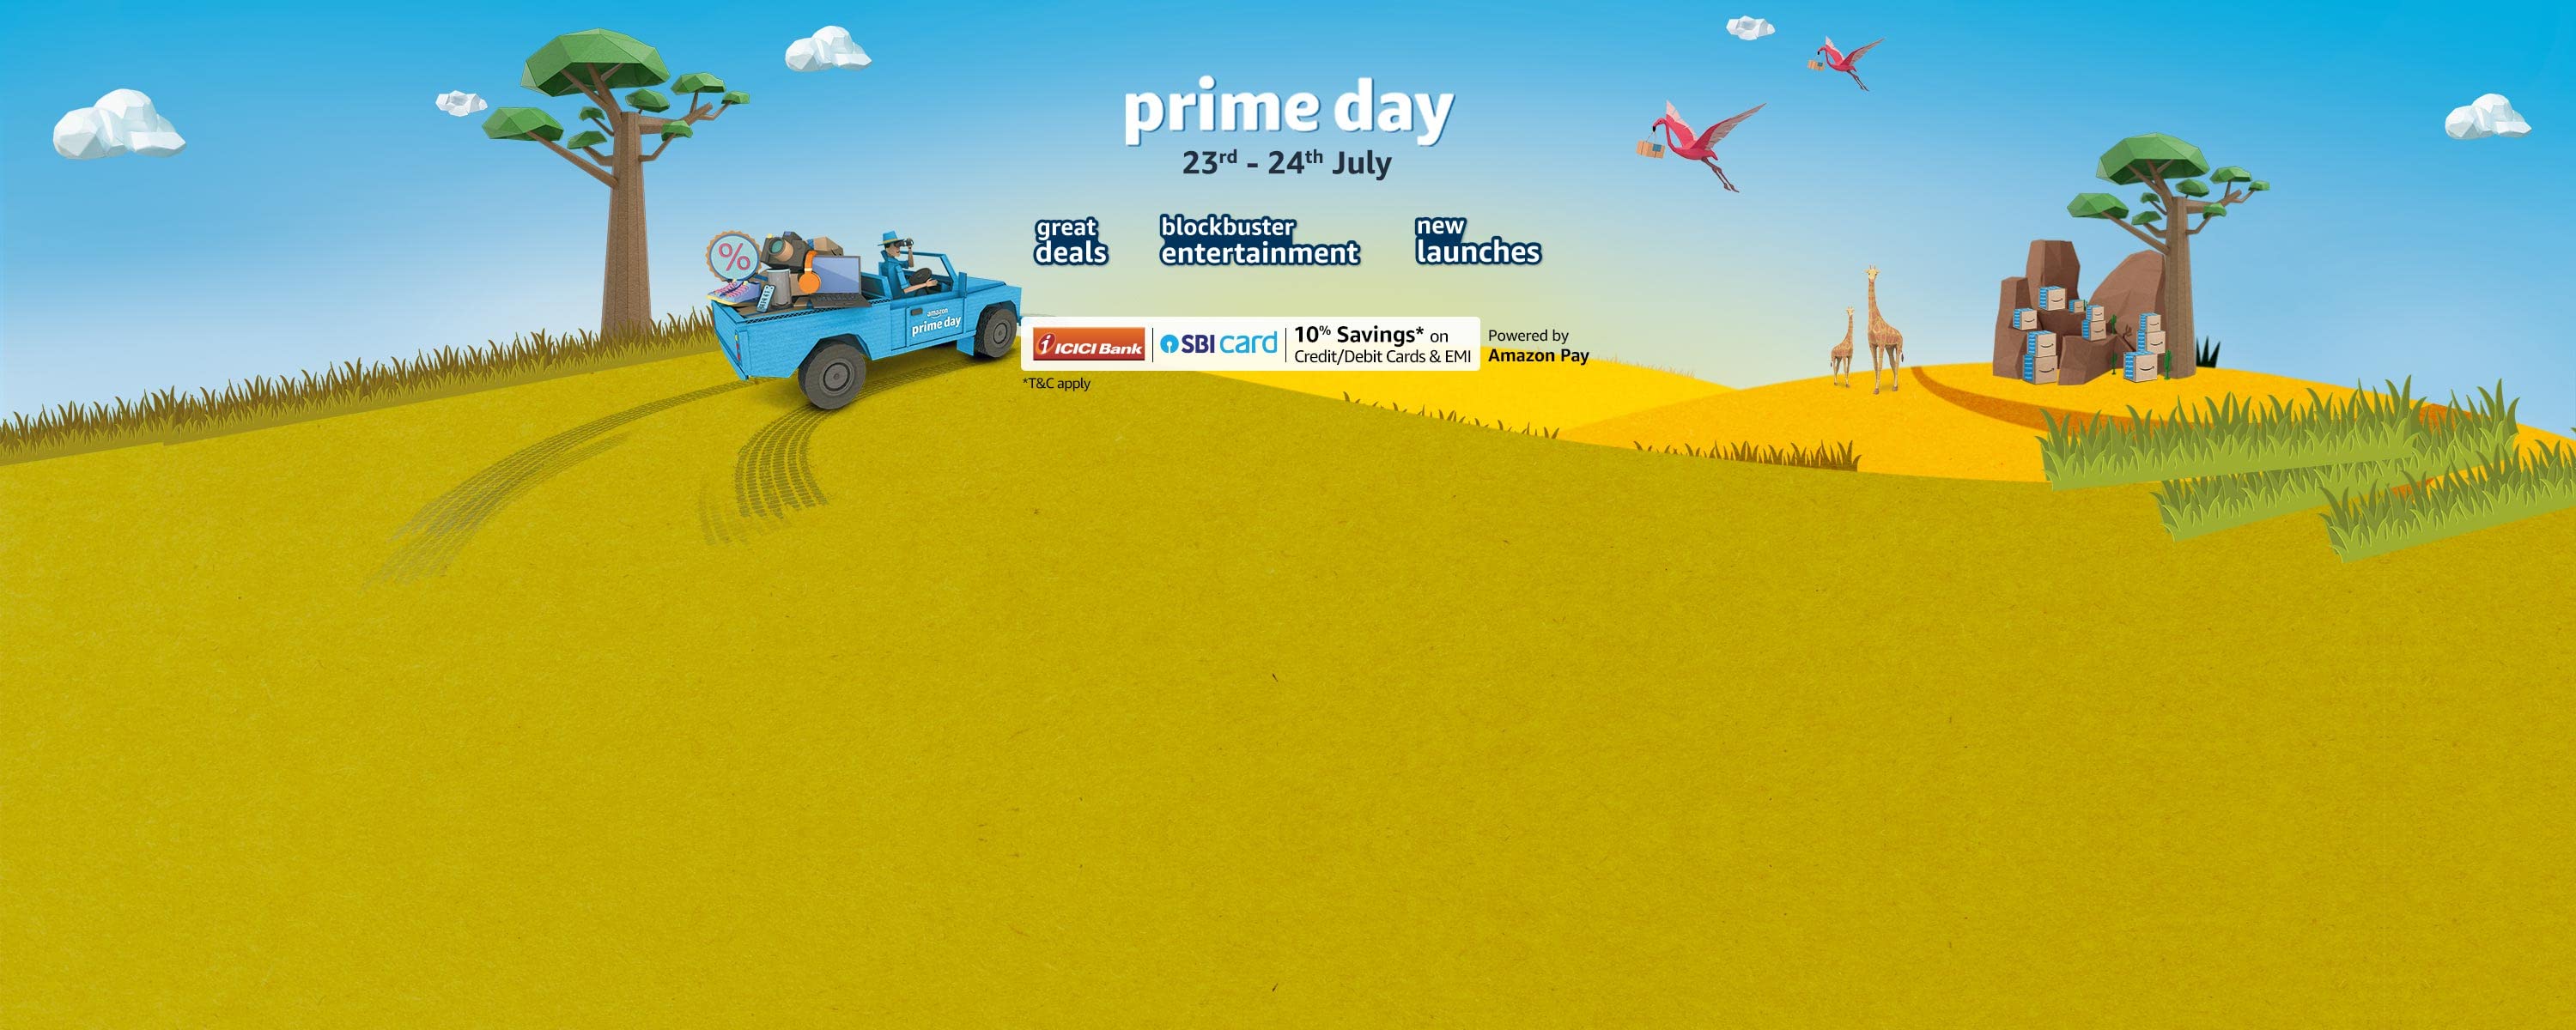 prime day
23rd - 24th July
great
deals
blockbuster
entertainment
new
launches
%
amazon
prime day
i ICICI Bank
SBI card
10% Savings* on
Credit/Debit Cards & EMI
Powered by
Amazon Pay
*T&C apply